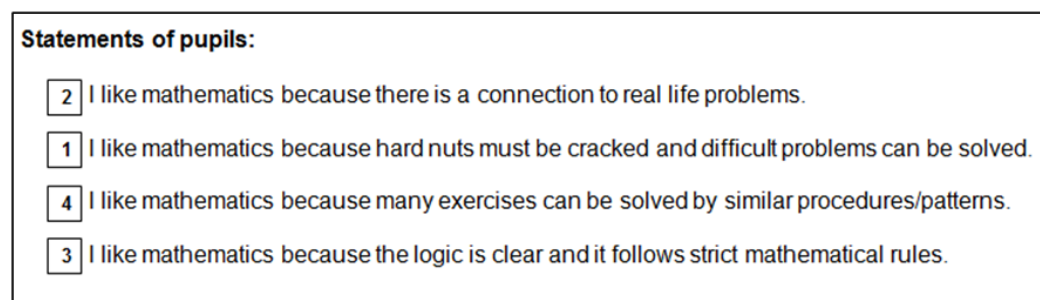 Statements of pupils:
2 I like mathematics because there is a connection to real life problems.
1 I like mathematics because hard nuts must be cracked and difficult problems can be solved.
4 I like mathematics because many exercises can be solved by similar procedures/patterns.
3 I like mathematics because the logic is clear and it follows strict mathematical rules.